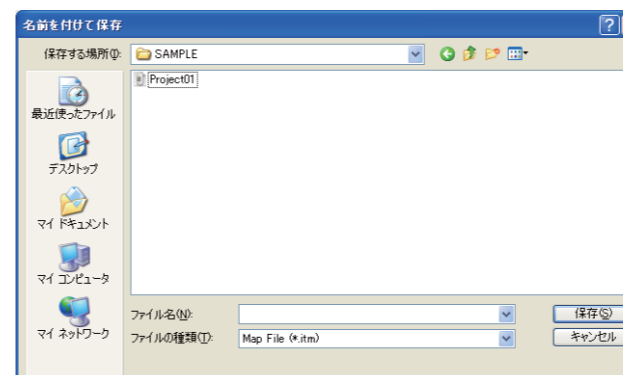 名前を付けて保存
保存する場所(I):
SAMPLE
Project01
最近使ったファイル
デスクトップ
マイ ドキュメント
マイ コンピュータ
マイ ネットワーク
ファイル名(N):
保存(S)
ファイルの種類(T):
Map File (*.itm)
キャンセル